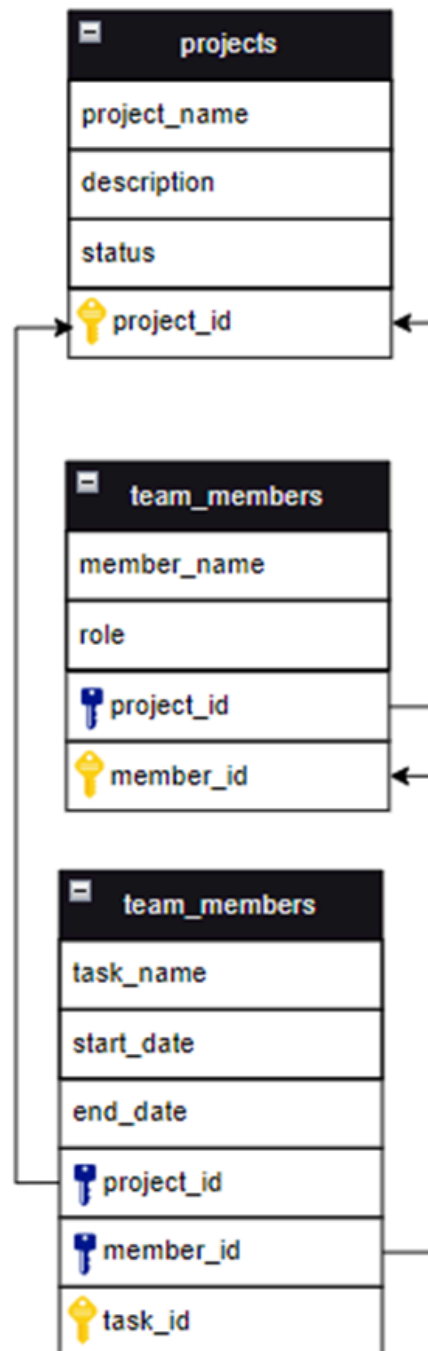 projects
project_name
description
status
project_id
team_members
member_name
role
project_id
member_id
team_members
task_name
start_date
end_date
project_id
member_id
task_id